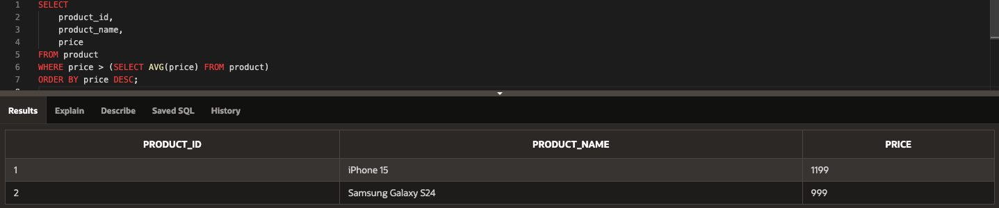 1 SELECT
2 product_id,
3 product_name,
4 price
5 FROM product
6 WHERE price > (SELECT AVG(price) FROM product)
7 ORDER BY price DESC;
Results Explain Describe Saved SQL History
PRODUCT_ID PRODUCT_NAME PRICE
1 iPhone 15 1199
2 Samsung Galaxy S24 999